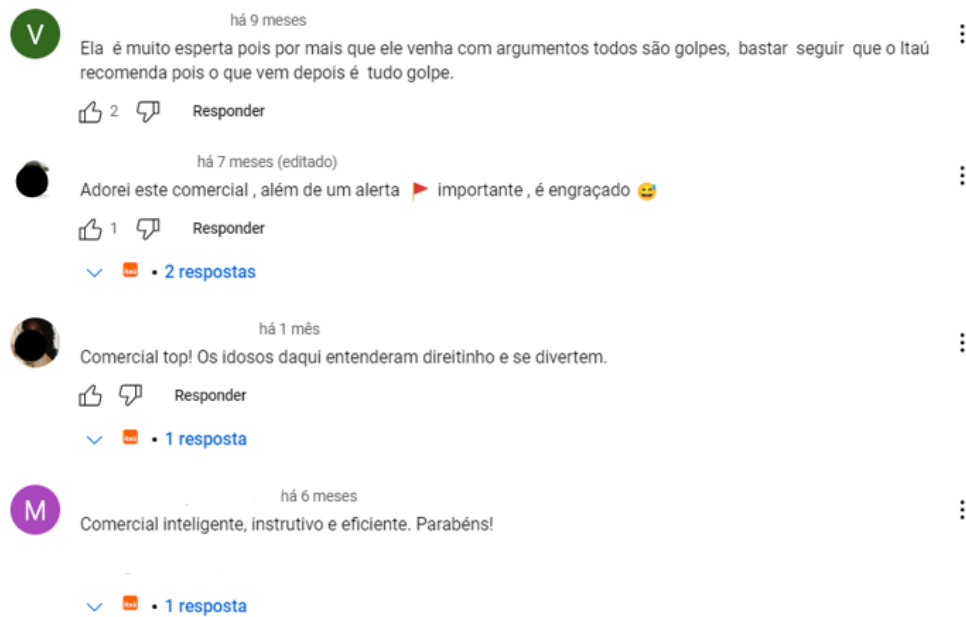 V
há 9 meses
Ela é muito esperta pois por mais que ele venha com argumentos todos são golpes, bastar seguir que o Itaú
recomenda pois o que vem depois é tudo golpe.
2 Responder
há 7 meses (editado)
Adorei este comercial , além de um alerta 🚩 importante , é engraçado 😅
1 Responder
Itaú • 2 respostas
há 1 mês
Comercial top! Os idosos daqui entenderam direitinho e se divertem.
Responder
Itaú • 1 resposta
M
há 6 meses
Comercial inteligente, instrutivo e eficiente. Parabéns!
Itaú • 1 resposta